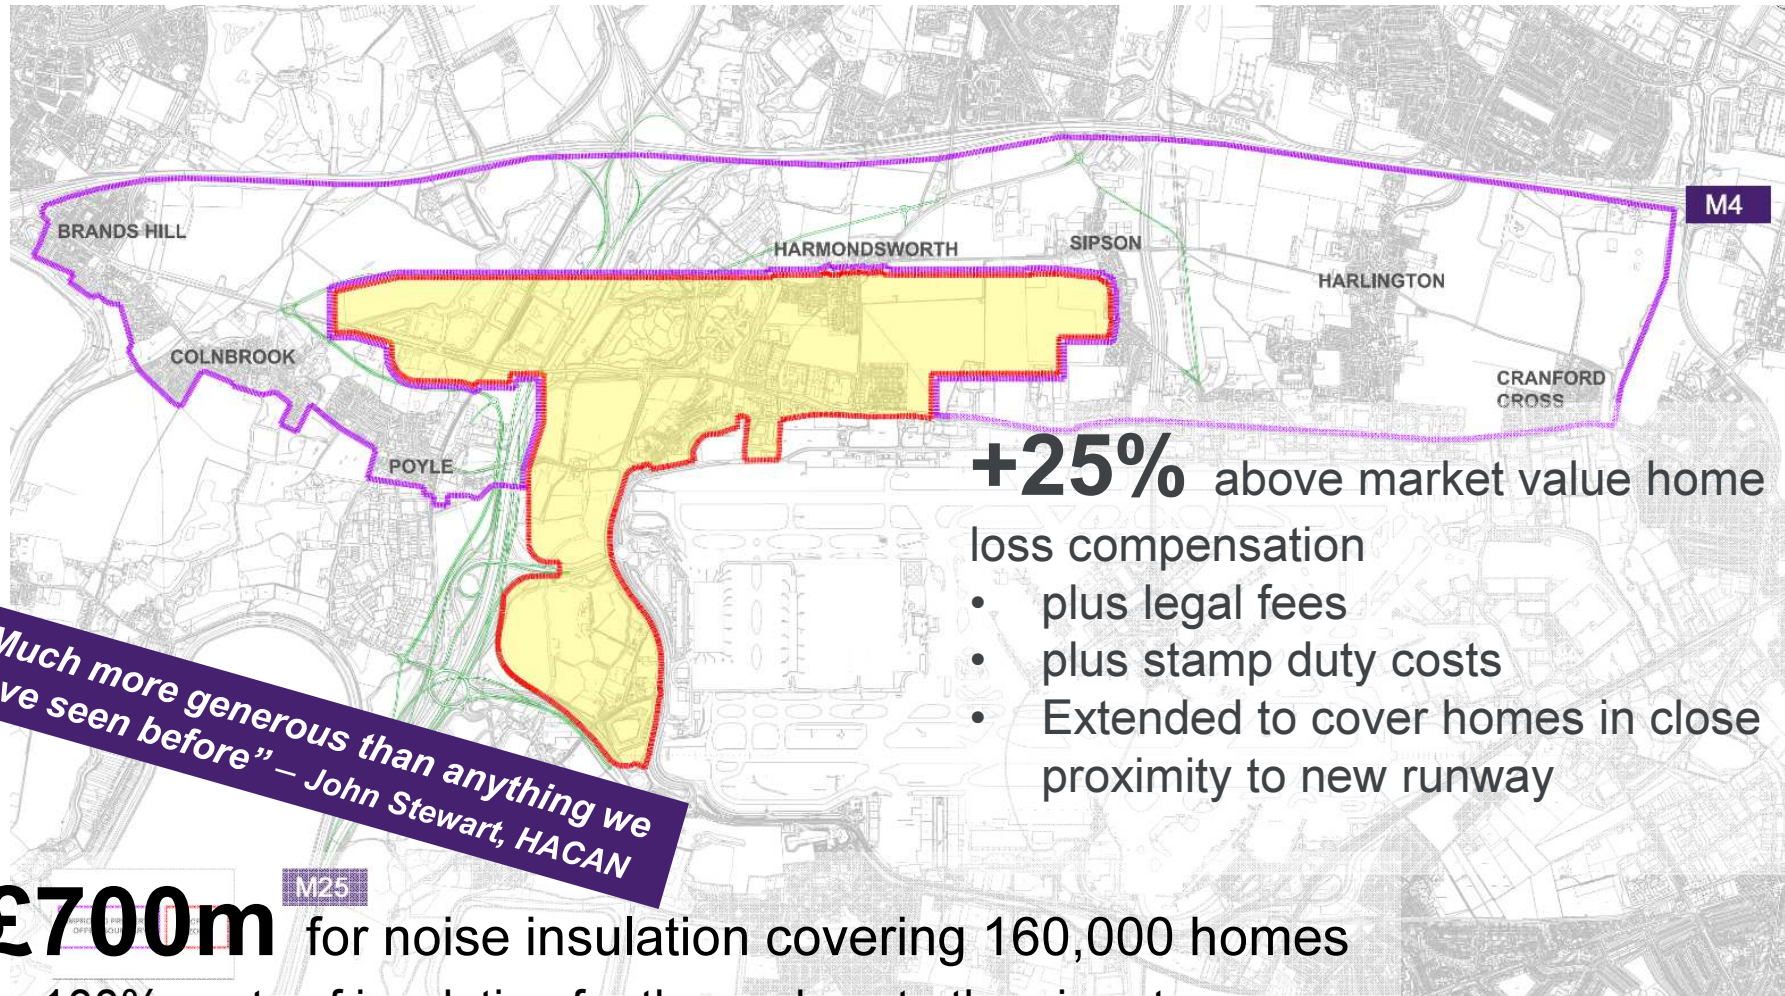 M4
BRANDS HILL
HARMONDSWORTH
SIPSON
HARLINGTON
COLNBROOK
CRANFORD
CROSS
POYLE
+25% above market value home
loss compensation
• plus legal fees
• plus stamp duty costs
• Extended to cover homes in close
proximity to new runway
Much more generous than anything we
ve seen before” – John Stewart, HACAN
M25
£700m for noise insulation covering 160,000 homes